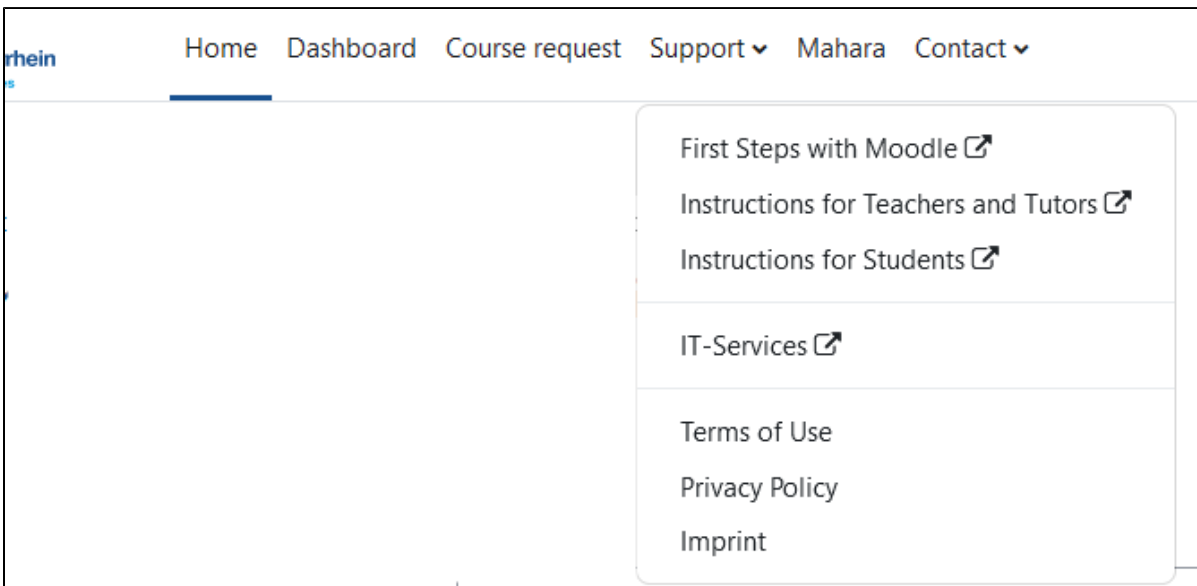 rhein
Home Dashboard Course request Support Mahara Contact
First Steps with Moodle
Instructions for Teachers and Tutors
Instructions for Students
IT-Services
Terms of Use
Privacy Policy
Imprint